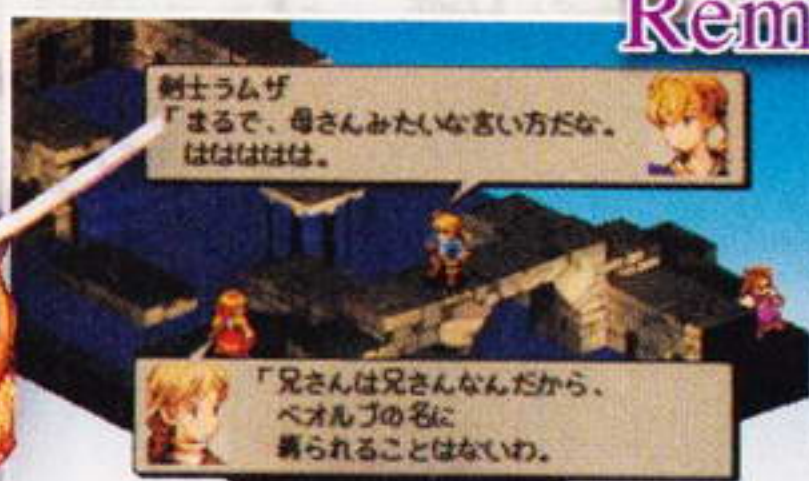 Rem
剣士ラムザ
「まるで、母さんみたいな言い方だな。
はははははは。
「兄さんは兄さんなんだから、
ベオルブの名に
縛られることはないわ。